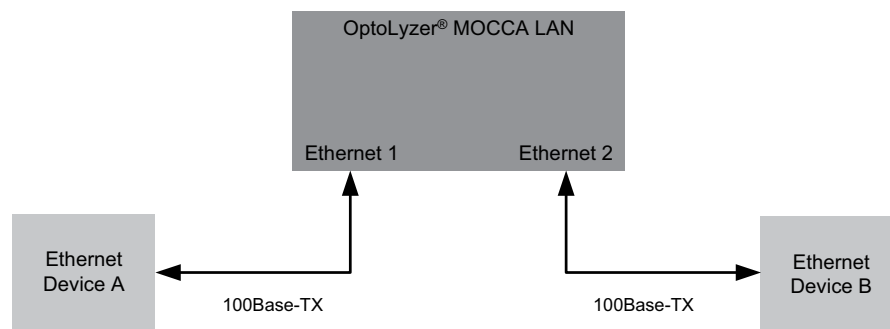 OptoLyzer® MOCCA LAN
Ethernet 1
Ethernet 2
Ethernet
Device A
100Base-TX
100Base-TX
Ethernet
Device B